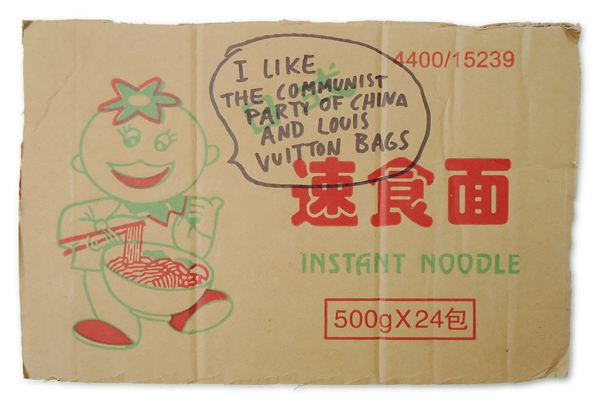 4400/15239
I LIKE
THE COMMUNIST
PARTY OF CHINA
AND LOUIS
VUITTON BAGS
速食面
INSTANT NOODLE
500gX24包